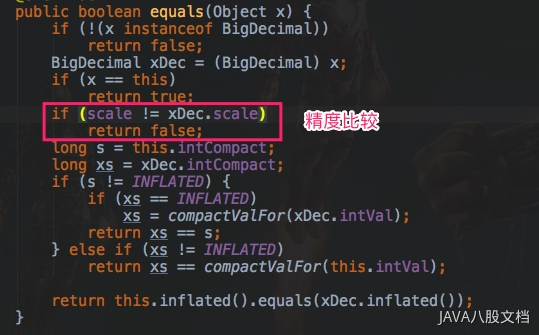 public boolean equals(Object x) {
    if (!(x instanceof BigDecimal))
        return false;
    BigDecimal xDec = (BigDecimal) x;
    if (x == this)
        return true;
    if (scale != xDec.scale)
        return false;
精度比较
    long s = this.intCompact;
    long xs = xDec.intCompact;
    if (s != INFLATED) {
        if (xs == INFLATED)
            xs = compactValFor(xDec.intVal);
        return xs == s;
    } else if (xs != INFLATED)
        return xs == compactValFor(this.intVal);

    return this.inflated().equals(xDec.inflated());
}
JAVA八股文档